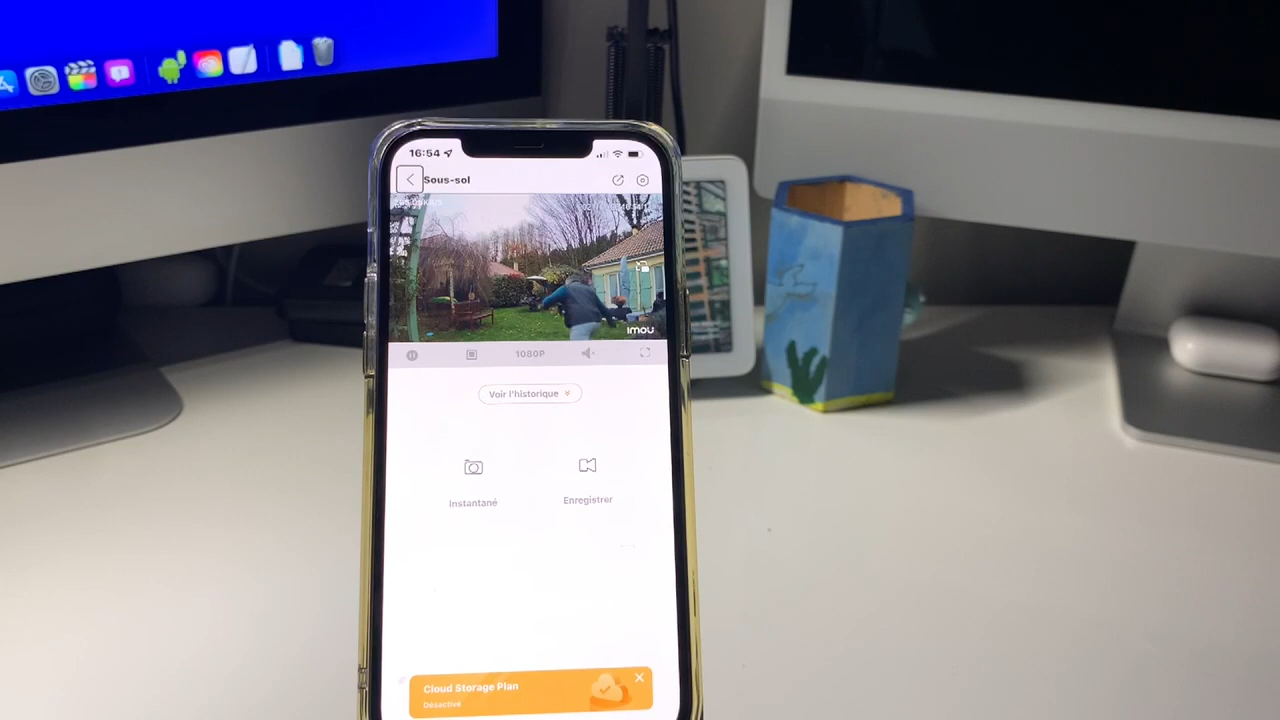 16:54
Sous-sol
imou
1080P
Voir l'historique
Instantané
Enregistrer
Cloud Storage Plan
Désactivé